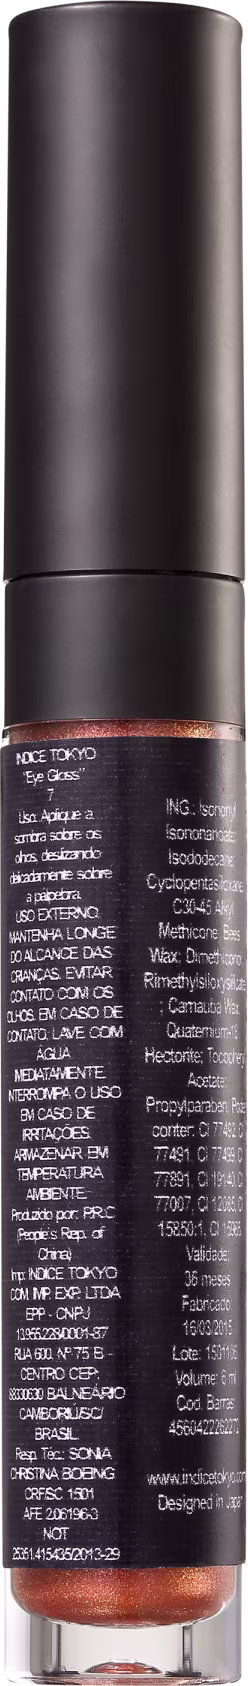 INDICE TOKYO
"Eye Gloss"
7
Uso: Aplique a
sombra sobre os
olhos, deslizando
delicadamente sobre
a palpebra.
USO EXTERNO.
MANTENHA LONGE
DO ALCANCE DAS
CRIANÇAS. EVITAR
CONTATO COM OS
OLHOS. EM CASO DE
CONTATO, LAVE COM
ÁGUA
IMEDIATAMENTE.
INTERROMPA O USO
EM CASO DE
IRRITAÇÕES.
ARMAZENAR EM
TEMPERATURA
AMBIENTE.
Produzido por: P.R.C
(People's Rep. of
China)
Imp: INDICE TOKYO
COM. IMP. EXP. LTDA
EPP - CNPJ
13.955.228/0001-87
RUA 600, Nº 75 B -
CENTRO CEP:
88330630 BALNEÁRIO
CAMBORIU/SC/
BRASIL
Resp. Téc.: SONIA
CHRISTINA BOEING
CRF/SC 1501
AFE 2.06196-3
NOT
25351.415435/2013-29
ING.: Isononyl
Isononanoate;
Isododecane;
Cyclopentasiloxane;
C30-45 Alkyl
Methicone; Bees
Wax; Dimethiconol;
; Carnauba Wax;
Quaternium-18
Hectorite; Tocopheryl
Acetate;
Propylparaben; Pode
conter: CI 77492, CI
77491, CI 77499, CI
77891, CI 19140, CI
77007, CI 12085, CI
15850:1, CI 15985
Validade:
36 meses
Fabricado:
16/03/2015
Lote: 1501106
Volume: 6 ml
Cod. Barras:
4560422262270
www.indicetokyo.com
Designed in Japan